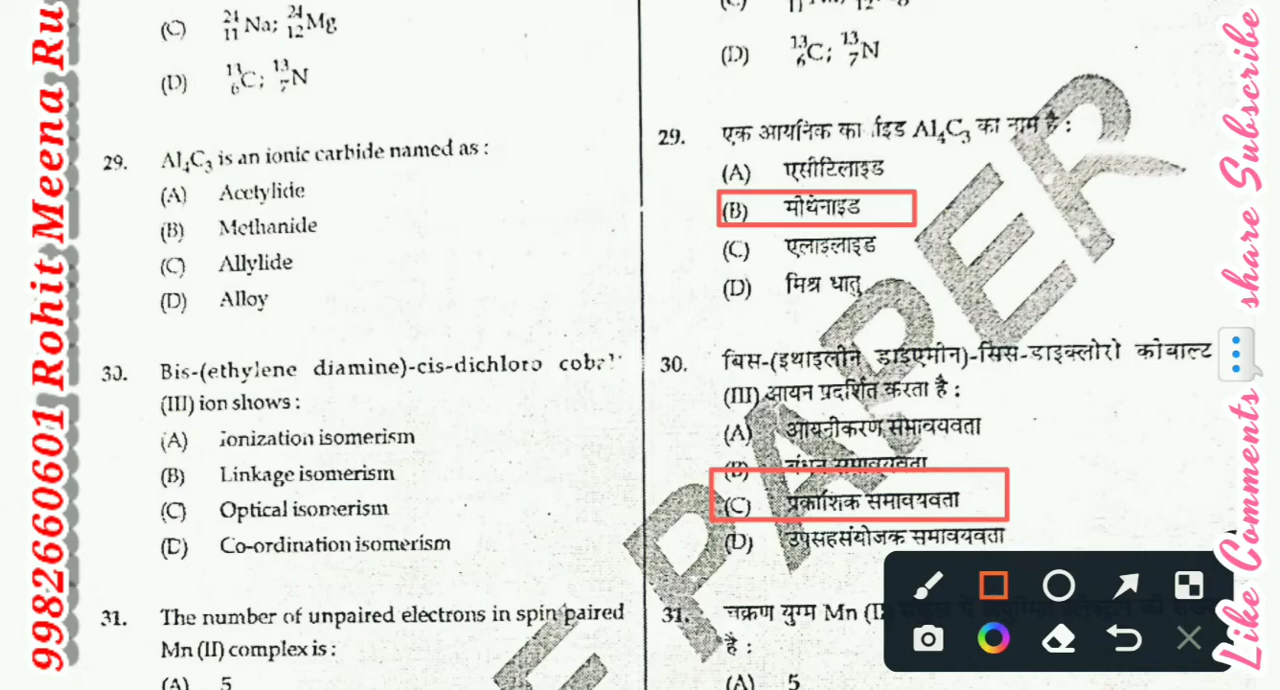 9982660601 Rohit Meena Ru
(C) ²⁴₁₁Na; ²⁴₁₂Mg
(D) ¹³₆C; ¹³₇N
29. Al₄C₃ is an ionic carbide named as :
(A) Acetylide
(B) Methanide
(C) Allylide
(D) Alloy
30. Bis-(ethylene diamine)-cis-dichloro cobalt
(III) ion shows :
(A) Ionization isomerism
(B) Linkage isomerism
(C) Optical isomerism
(D) Co-ordination isomerism
31. The number of unpaired electrons in spin paired
Mn (II) complex is :
(A) 5
(D) ¹³₆C; ¹³₇N
29. एक आयनिक का र्बाइड Al₄C₃ का नाम है :
(A) एसीटिलाइड
(B) मीथेनाइड
(C) एलाइलाइड
(D) मिश्र धातु
30. बिस-(इथाइलीन डाइएमीन)-सिस-डाइक्लोरो कोबाल्ट
(III) आयन प्रदर्शित करता है :
(A) आयनीकरण समावयवता
(B) बंधन समावयवता
(C) प्रकाशिक समावयवता
(D) उपसहसंयोजक समावयवता
31. चक्रण युग्म Mn
है :
(A) 5
E PAPER
Like Comments share Subscribe